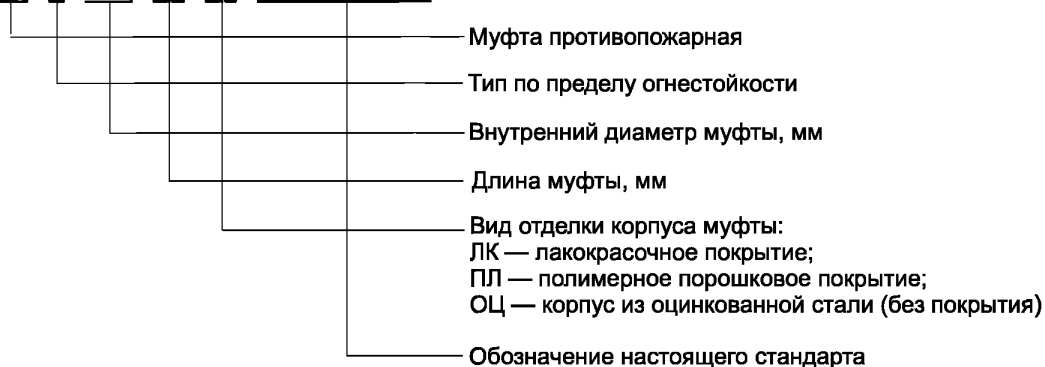 Муфта противопожарная
Тип по пределу огнестойкости
Внутренний диаметр муфты, мм
Длина муфты, мм
Вид отделки корпуса муфты:
ЛК — лакокрасочное покрытие;
ПЛ — полимерное порошковое покрытие;
ОЦ — корпус из оцинкованной стали (без покрытия)
Обозначение настоящего стандарта